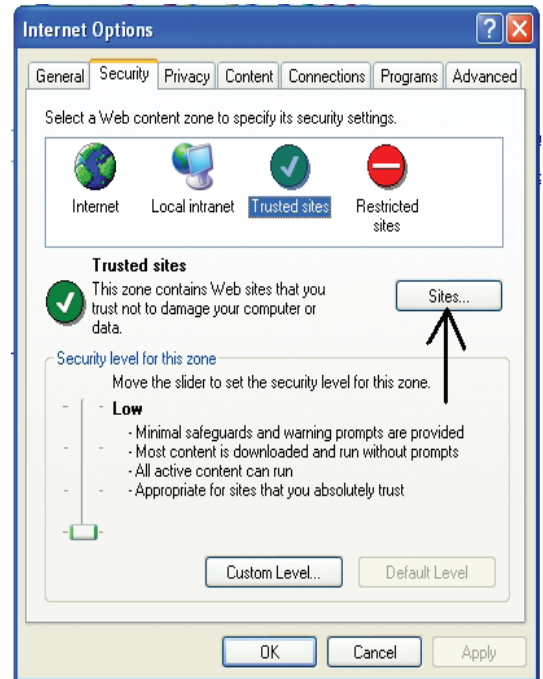 Internet Options
General Security Privacy Content Connections Programs Advanced
Select a Web content zone to specify its security settings.
Internet Local intranet Trusted sites Restricted sites
Trusted sites
This zone contains Web sites that you
trust not to damage your computer or
data.
Sites...
Security level for this zone
Move the slider to set the security level for this zone.
Low
- Minimal safeguards and warning prompts are provided
- Most content is downloaded and run without prompts
- All active content can run
- Appropriate for sites that you absolutely trust
Custom Level... Default Level
OK Cancel Apply